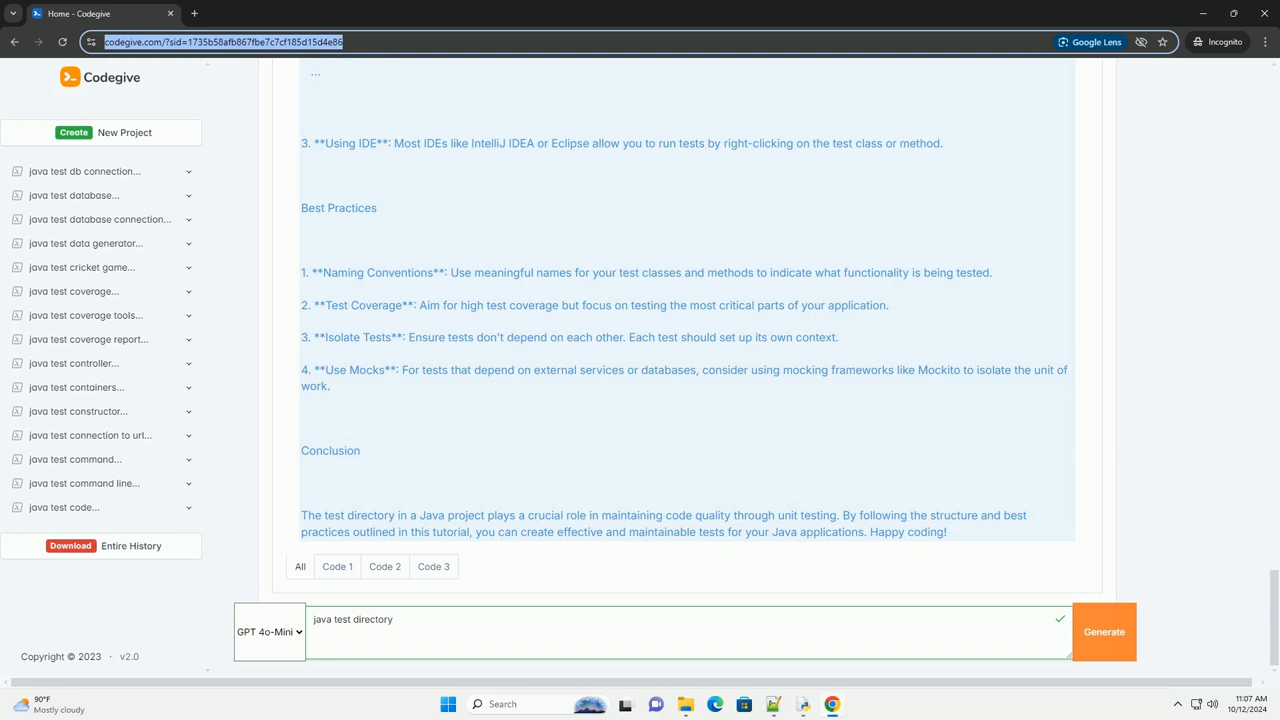 Home - Codegive
codegive.com/?sid=1735b58afb867fbe7c7cf185d15d4e86
Google Lens
Incognito
Codegive
Create New Project
java test db connection...
java test database...
java test database connection...
java test data generator...
java test cricket game...
java test coverage...
java test coverage tools...
java test coverage report...
java test controller...
java test containers...
java test constructor...
java test connection to url...
java test command...
java test command line...
java test code...
Download Entire History
Copyright © 2023 · v2.0
```
3. **Using IDE**: Most IDEs like IntelliJ IDEA or Eclipse allow you to run tests by right-clicking on the test class or method.
Best Practices
1. **Naming Conventions**: Use meaningful names for your test classes and methods to indicate what functionality is being tested.
2. **Test Coverage**: Aim for high test coverage but focus on testing the most critical parts of your application.
3. **Isolate Tests**: Ensure tests don't depend on each other. Each test should set up its own context.
4. **Use Mocks**: For tests that depend on external services or databases, consider using mocking frameworks like Mockito to isolate the unit of
work.
Conclusion
The test directory in a Java project plays a crucial role in maintaining code quality through unit testing. By following the structure and best
practices outlined in this tutorial, you can create effective and maintainable tests for your Java applications. Happy coding!
All Code 1 Code 2 Code 3
GPT 4o-Mini
java test directory
Generate
90°F
Mostly cloudy
Search
11:07 AM
10/12/2024